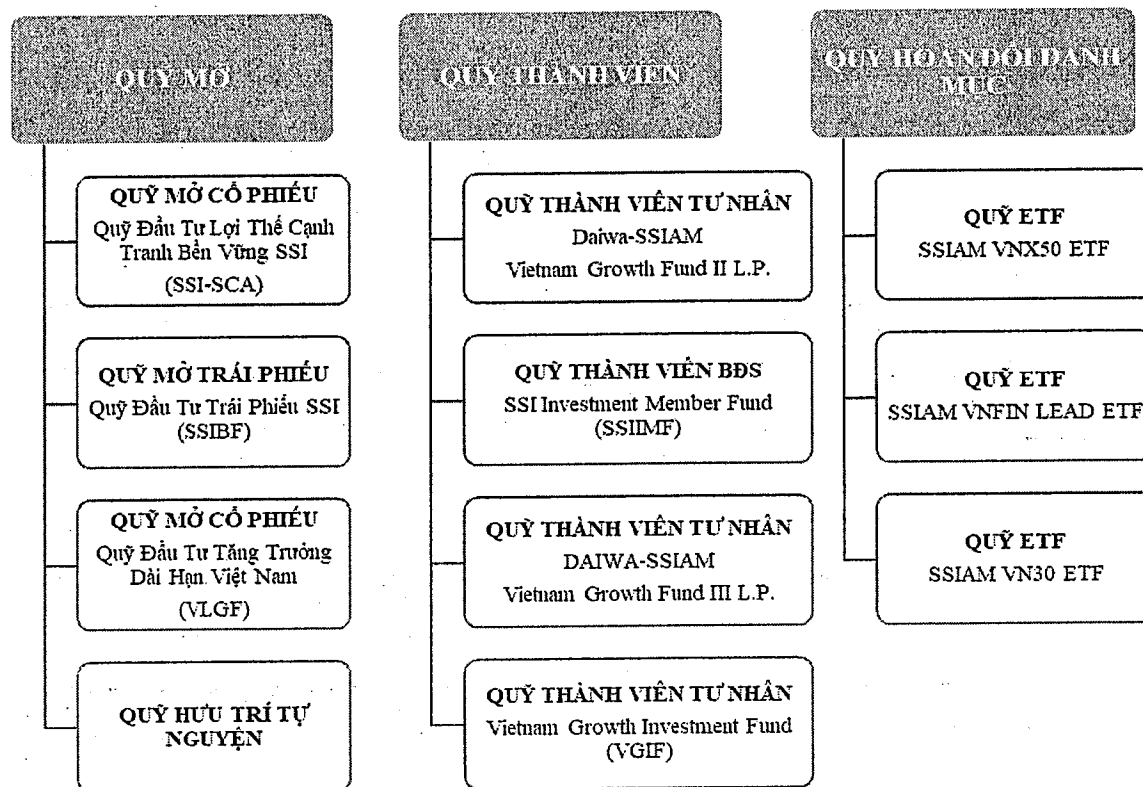 QUỸ MỞ
QUỸ MỞ CỔ PHIẾU
Quỹ Đầu Tư Lợi Thế Cạnh
Tranh Bền Vững SSI
(SSI-SCA)
QUỸ MỞ TRÁI PHIẾU
Quỹ Đầu Tư Trái Phiếu SSI
(SSIBF)
QUỸ MỞ CỔ PHIẾU
Quỹ Đầu Tư Tăng Trưởng
Dài Hạn Việt Nam
(VLGF)
QUỸ HƯU TRÍ TỰ
NGUYỆN
QUỸ THÀNH VIÊN
QUỸ THÀNH VIÊN TƯ NHÂN
Daiwa-SSIAM
Vietnam Growth Fund II L.P.
QUỸ THÀNH VIÊN BĐS
SSI Investment Member Fund
(SSIIMF)
QUỸ THÀNH VIÊN TƯ NHÂN
DAIWA-SSIAM
Vietnam Growth Fund III L.P.
QUỸ THÀNH VIÊN TƯ NHÂN
Vietnam Growth Investment Fund
(VGIF)
QUỸ HOÁN ĐỔI DANH
MỤC
QUỸ ETF
SSIAM VNX50 ETF
QUỸ ETF
SSIAM VNFIN LEAD ETF
QUỸ ETF
SSIAM VN30 ETF